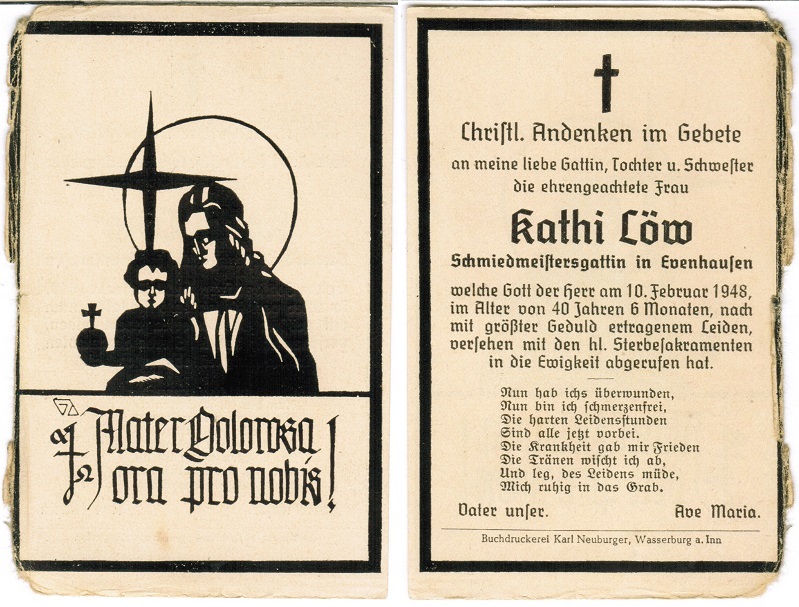 Mater Dolorosa
ora pro nobis!
Christl. Andenken im Gebete
an meine liebe Gattin, Tochter u. Schwester
die ehrengeachtete Frau
Kathi Löw
Schmiedmeistersgattin in Evenhausen
welche Gott der Herr am 10. Februar 1948,
im Alter von 40 Jahren 6 Monaten, nach
mit größter Geduld ertragenem Leiden,
versehen mit den hl. Sterbesakramenten
in die Ewigkeit abgerufen hat.
Nun hab ichs überwunden,
Nun bin ich schmerzenfrei,
Die harten Leidensstunden
Sind alle jetzt vorbei.
Die Krankheit gab mir Frieden
Die Tränen wischt ich ab,
Und leg, des Leidens müde,
Mich ruhig in das Grab.
Vater unser. Ave Maria.
Buchdruckerei Karl Neuburger, Wasserburg a. Inn